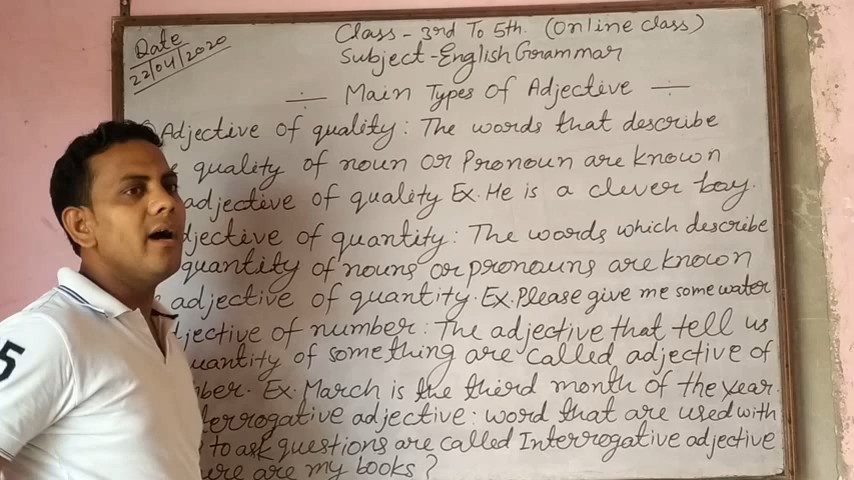 Date
22/04/2020
Class - 3rd To 5th. (Online class)
Subject - English Grammar
Main Types Of Adjective
Adjective of quality : The words that describe
quality of noun or Pronoun are known
adjective of quality Ex. He is a clever boy.
djective of quantity : The words which describe
quantity of nouns or pronouns are known
adjective of quantity. Ex. Please give me some water
jective of number : The adjective that tell us
uantity of something are called adjective of
ber. Ex. March is the third month of the year.
terrogative adjective : word that are used with
to ask questions are called Interrogative adjective
ere are my books ?
5